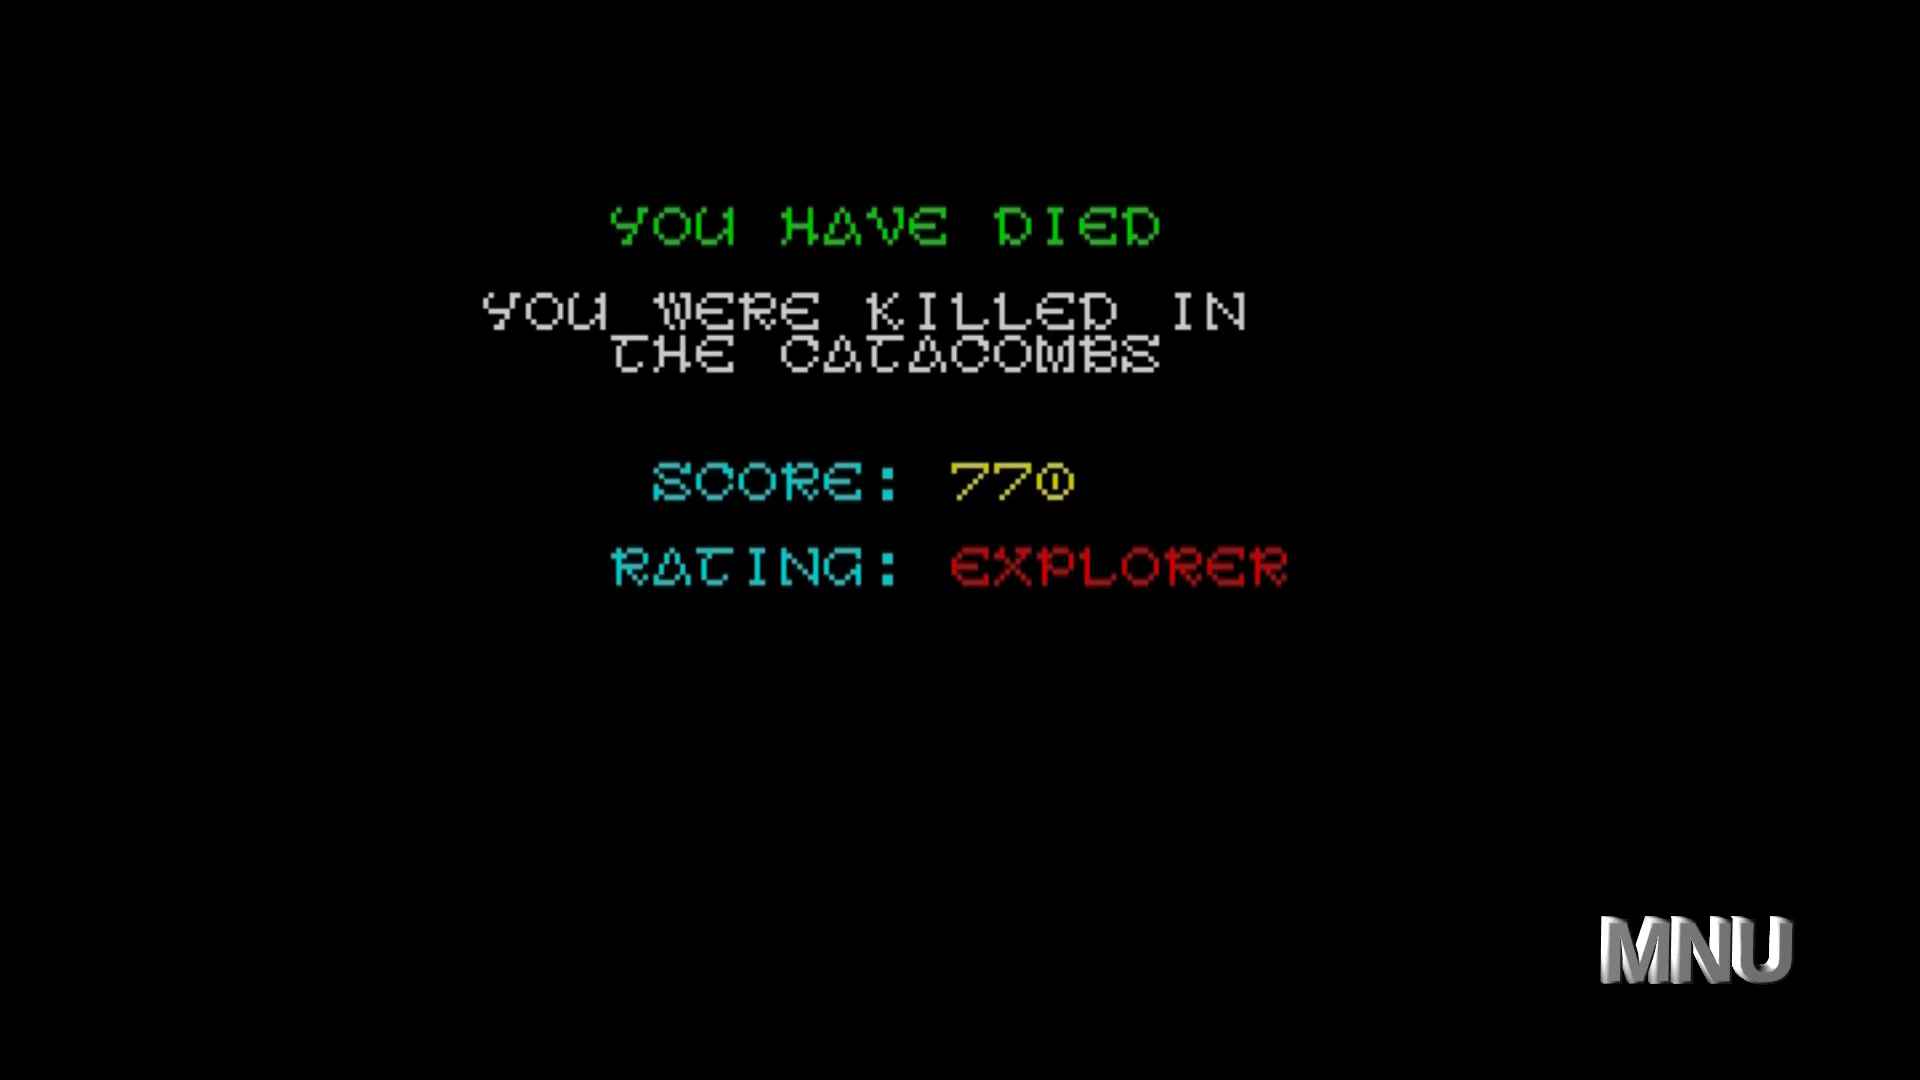 YOU HAVE DIED
YOU WERE KILLED IN
THE CATACOMBS
SCORE: 770
RATING: EXPLORER
MNU